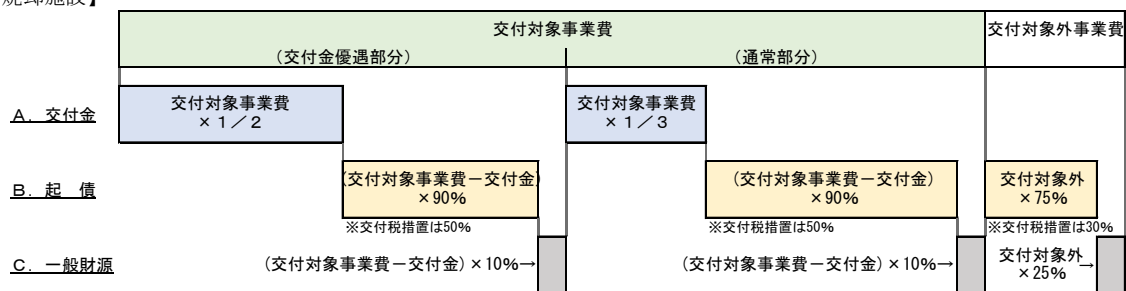 焼却施設】
交付対象事業費
交付対象外事業費
(交付金優遇部分)
(通常部分)
A.交付金
交付対象事業費
×1/2
交付対象事業費
×1/3
B.起 債
(交付対象事業費-交付金)
×90%
(交付対象事業費-交付金)
×90%
交付対象外
×75%
※交付税措置は50%
※交付税措置は50%
※交付税措置は30%
C.一般財源
(交付対象事業費-交付金)×10%→
(交付対象事業費-交付金)×10%→
交付対象外
×25%→